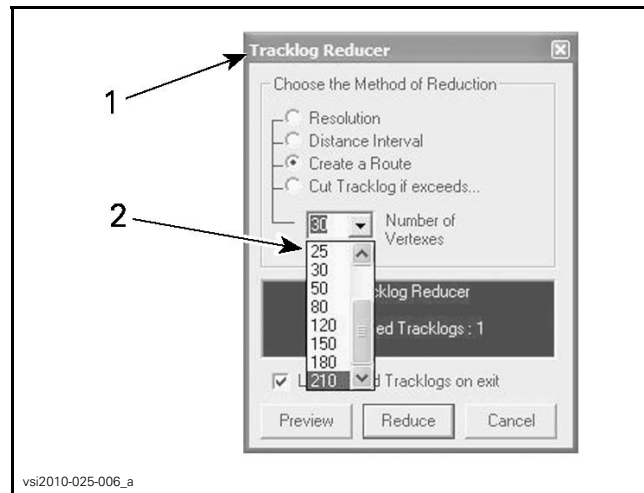 Tracklog Reducer
1
Choose the Method of Reduction
Resolution
Distance Interval
Create a Route
Cut Tracklog if exceeds...
2
30
Number of
Vertexes
25
30
50
80
120
150
180
210
cklog Reducer
ed Tracklogs : 1
L
d Tracklogs on exit
Preview Reduce Cancel
vsi2010-025-006_a